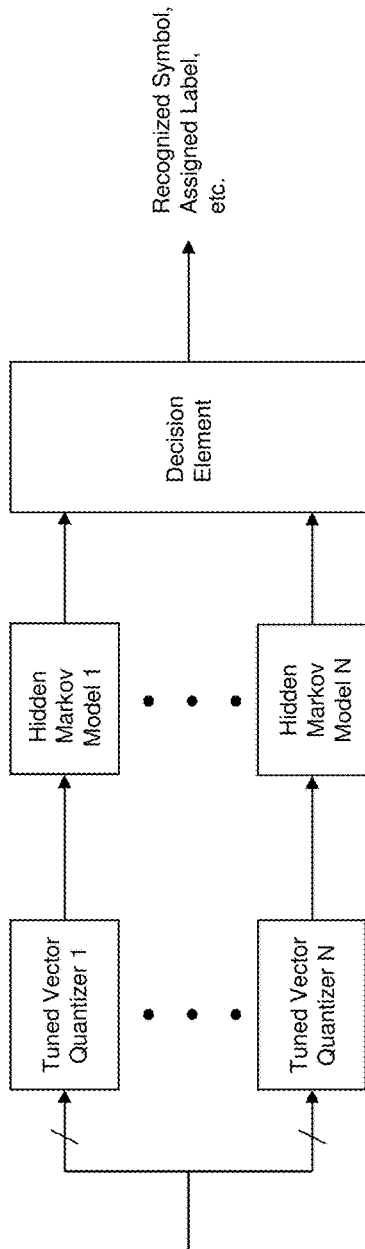 Tuned Vector
Quantizer 1
Hidden
Markov
Model 1
Tuned Vector
Quantizer N
Hidden
Markov
Model N
Decision
Element
Recognized Symbol,
Assigned Label,
etc.